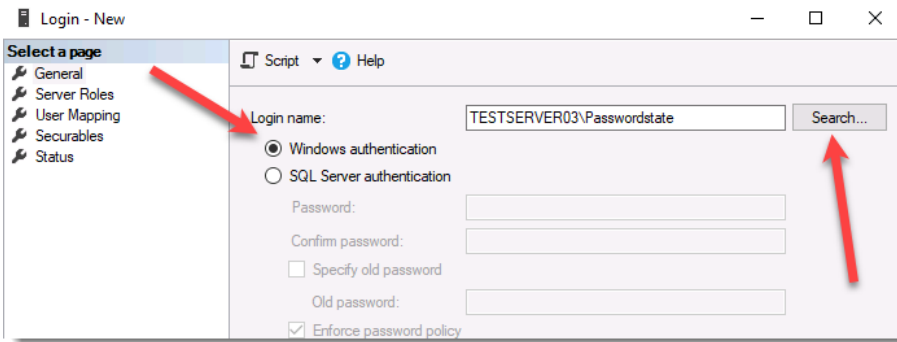 Login - New
Select a page
General
Server Roles
User Mapping
Securables
Status
Script Help
Login name: TESTSERVER03\Passwordstate Search...
Windows authentication
SQL Server authentication
Password:
Confirm password:
Specify old password
Old password:
Enforce password policy